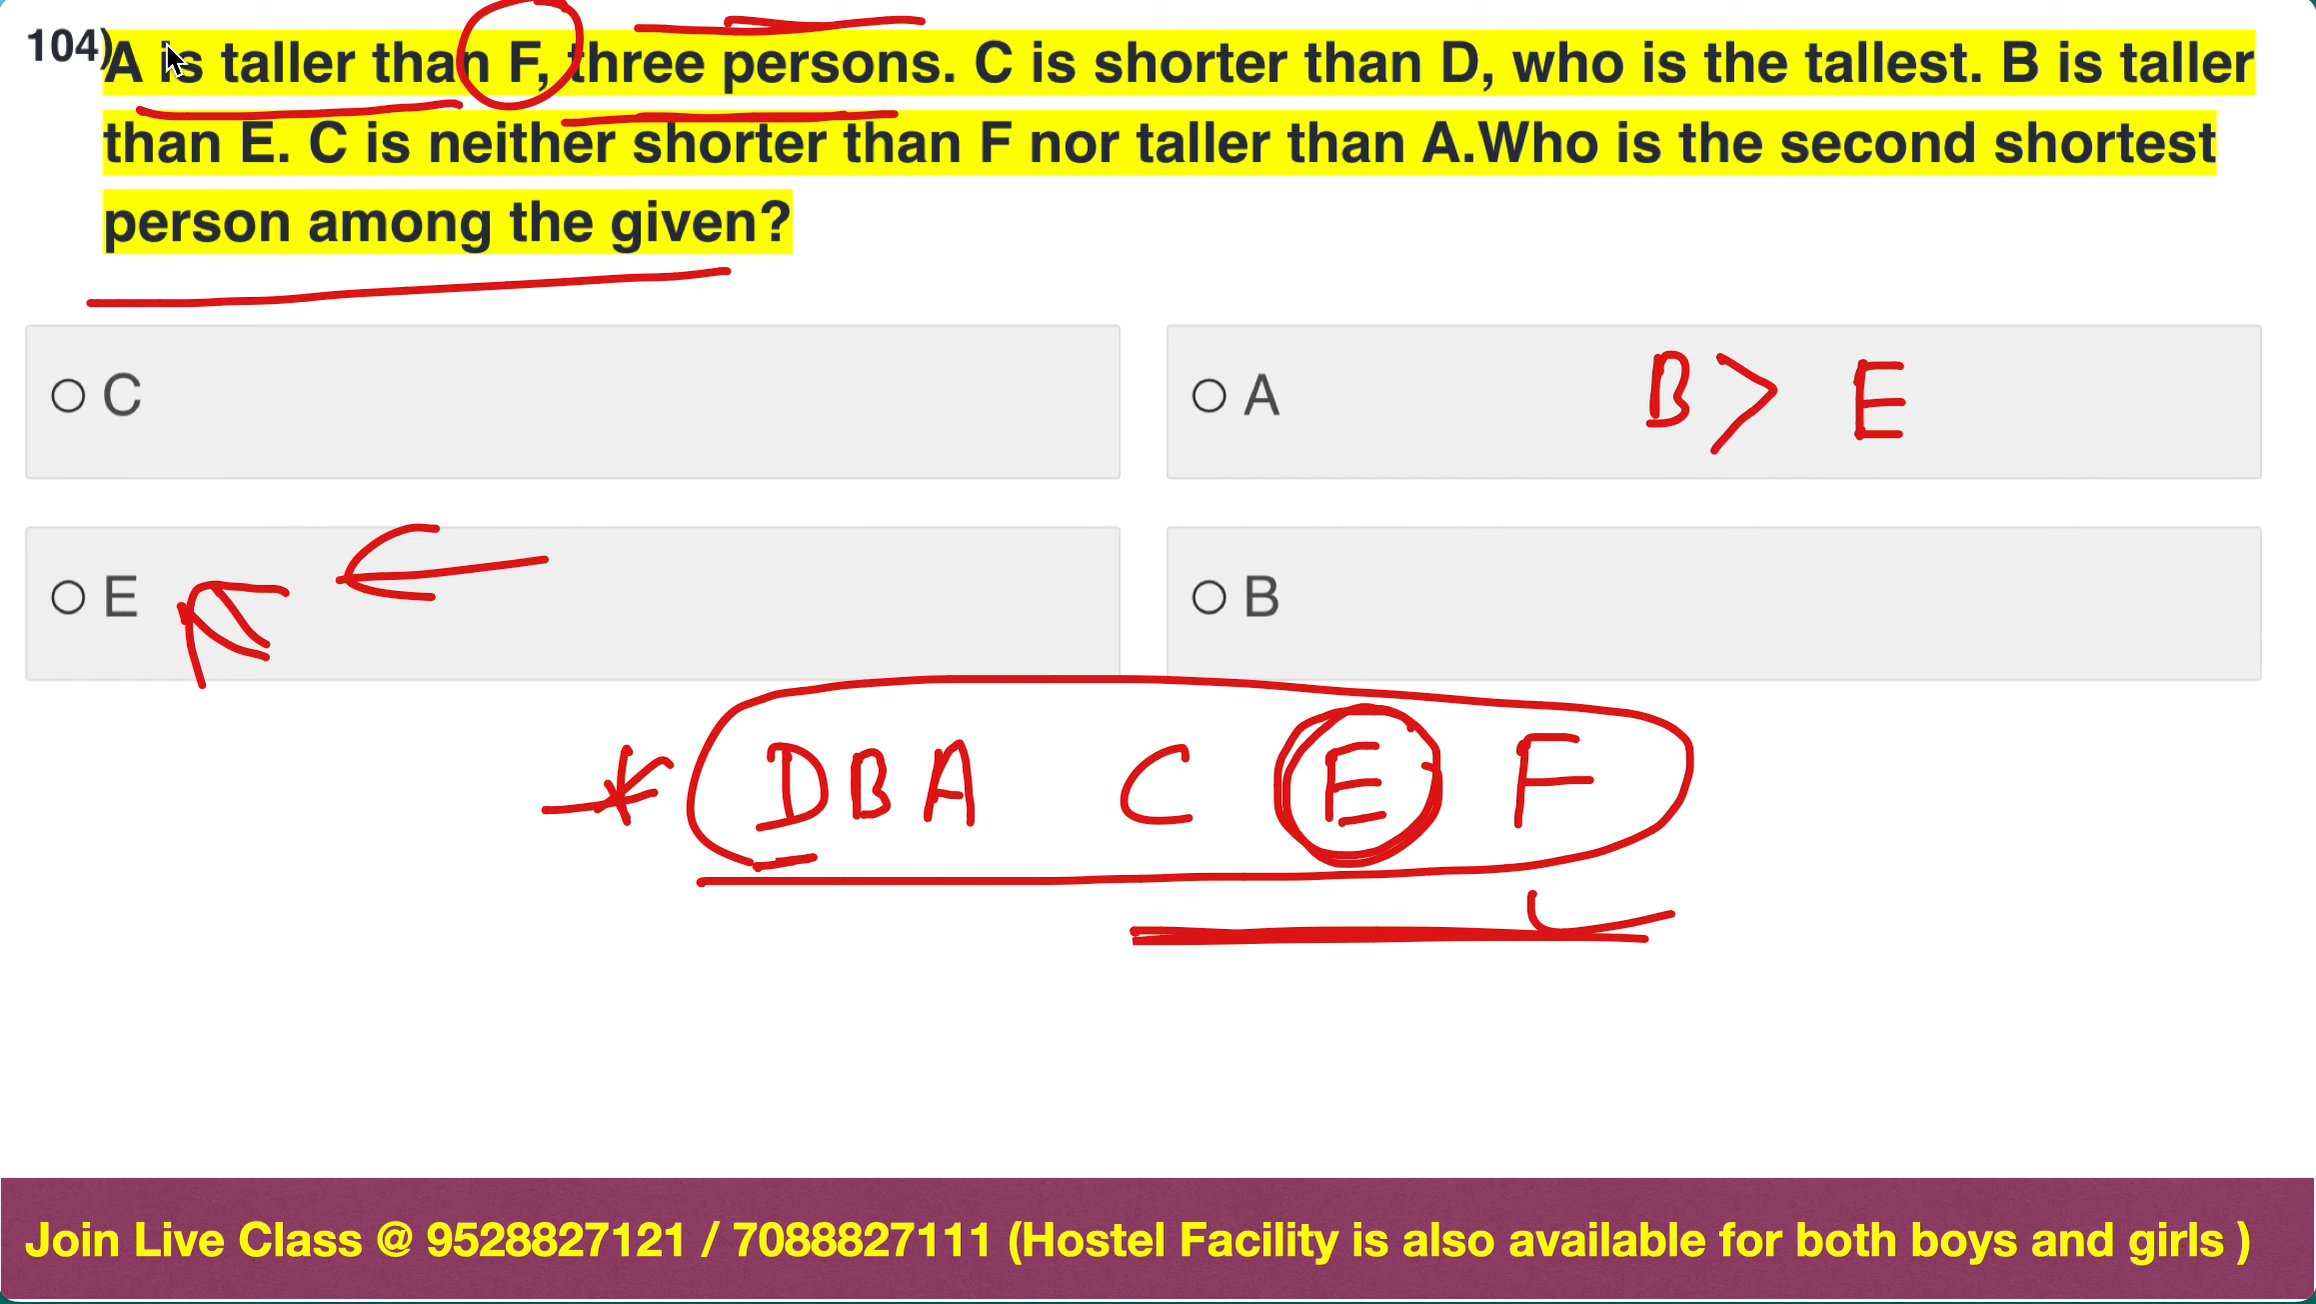 104) A is taller than F, three persons. C is shorter than D, who is the tallest. B is taller
than E. C is neither shorter than F nor taller than A.Who is the second shortest
person among the given?
C
A
B > E
E
B
D B A C E F
Join Live Class @ 9528827121 / 7088827111 (Hostel Facility is also available for both boys and girls )